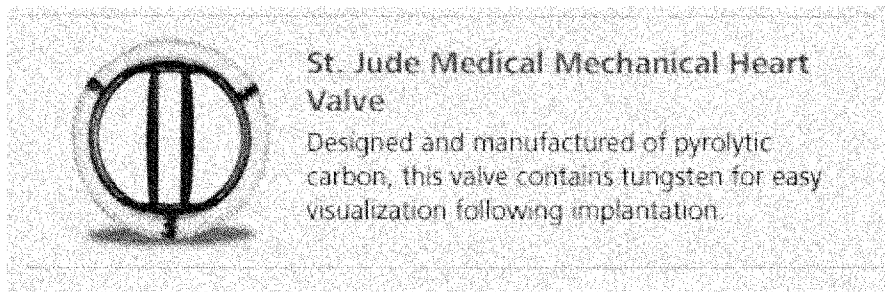 St. Jude Medical Mechanical Heart
Valve
Designed and manufactured of pyrolytic
carbon, this valve contains tungsten for easy
visualization following implantation.